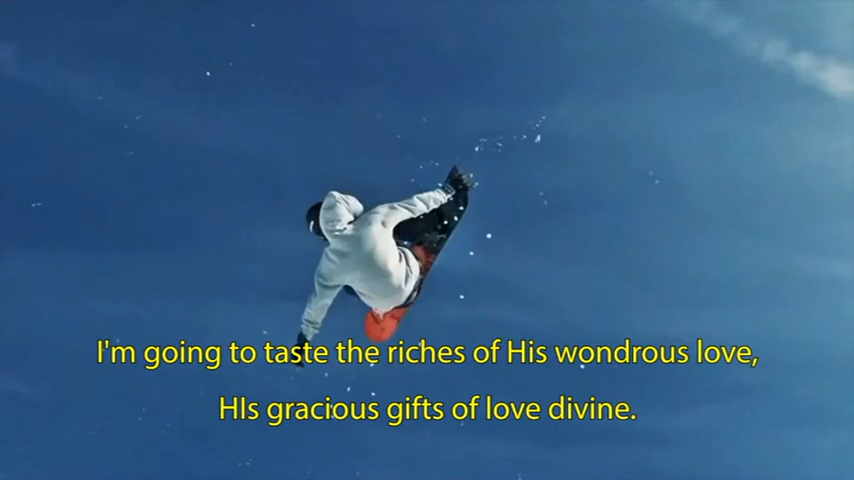 I'm going to taste the riches of His wondrous love,
HIs gracious gifts of love divine.